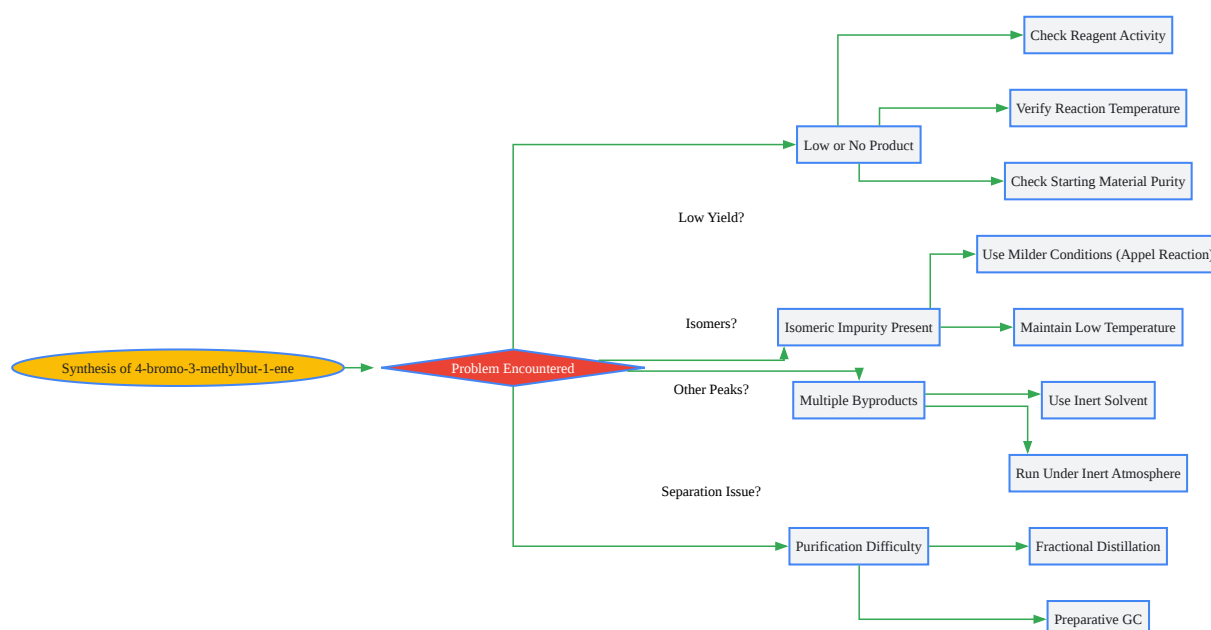 Check Reagent Activity
Verify Reaction Temperature
Low or No Product
Check Starting Material Purity
Low Yield?
Use Milder Conditions (Appel Reaction)
Isomers?
Isomeric Impurity Present
Maintain Low Temperature
Synthesis of 4-bromo-3-methylbut-1-ene
Problem Encountered
Other Peaks?
Multiple Byproducts
Use Inert Solvent
Run Under Inert Atmosphere
Separation Issue?
Purification Difficulty
Fractional Distillation
Preparative GC